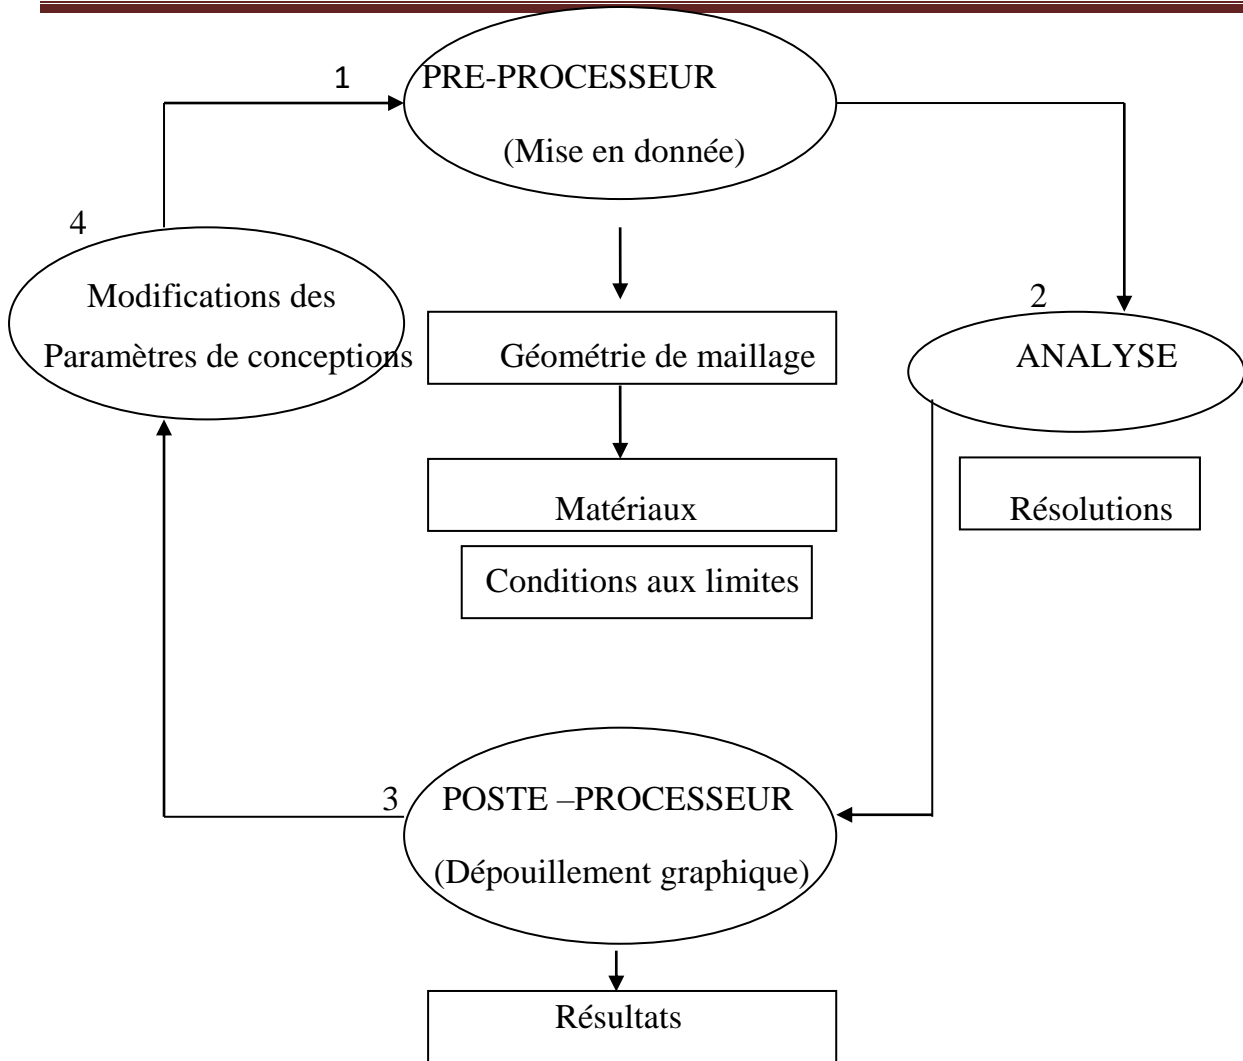 1
PRE-PROCESSEUR
(Mise en donnée)
4
Modifications des
Paramètres de conceptions
Géométrie de maillage
2
ANALYSE
Matériaux
Résolutions
Conditions aux limites
3
POSTE –PROCESSEUR
(Dépouillement graphique)
Résultats